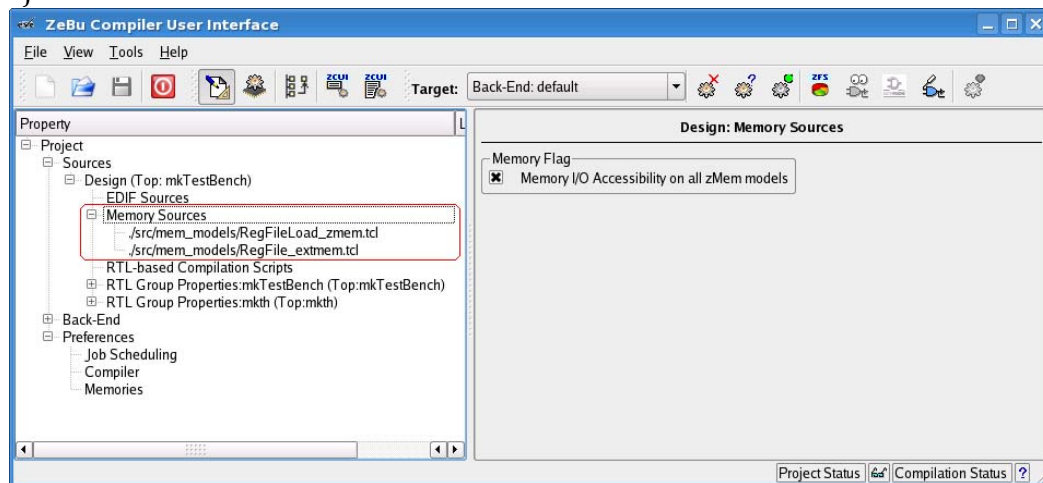 ZeBu Compiler User Interface
File View Tools Help
ZCUI ZCUI Target: Back-End: default ZFS
Property L
Project
Sources
Design (Top: mkTestBench)
EDIF Sources
Memory Sources
./src/mem_models/RegFileLoad_zmem.tcl
./src/mem_models/RegFile_extmem.tcl
RTL-based Compilation Scripts
RTL Group Properties:mkTestBench (Top:mkTestBench)
RTL Group Properties:mkth (Top:mkth)
Back-End
Preferences
Job Scheduling
Compiler
Memories
Design: Memory Sources
Memory Flag
Memory I/O Accessibility on all zMem models
Project Status Compilation Status ?